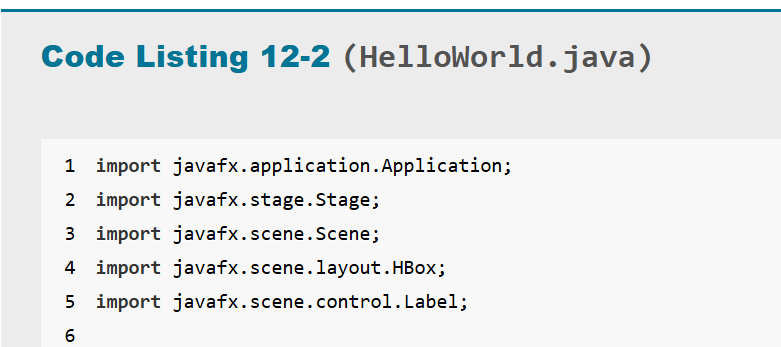 Code Listing 12-2 (HelloWorld.java)
1 import javafx.application.Application;
2 import javafx.stage.Stage;
3 import javafx.scene.Scene;
4 import javafx.scene.layout.HBox;
5 import javafx.scene.control.Label;
6